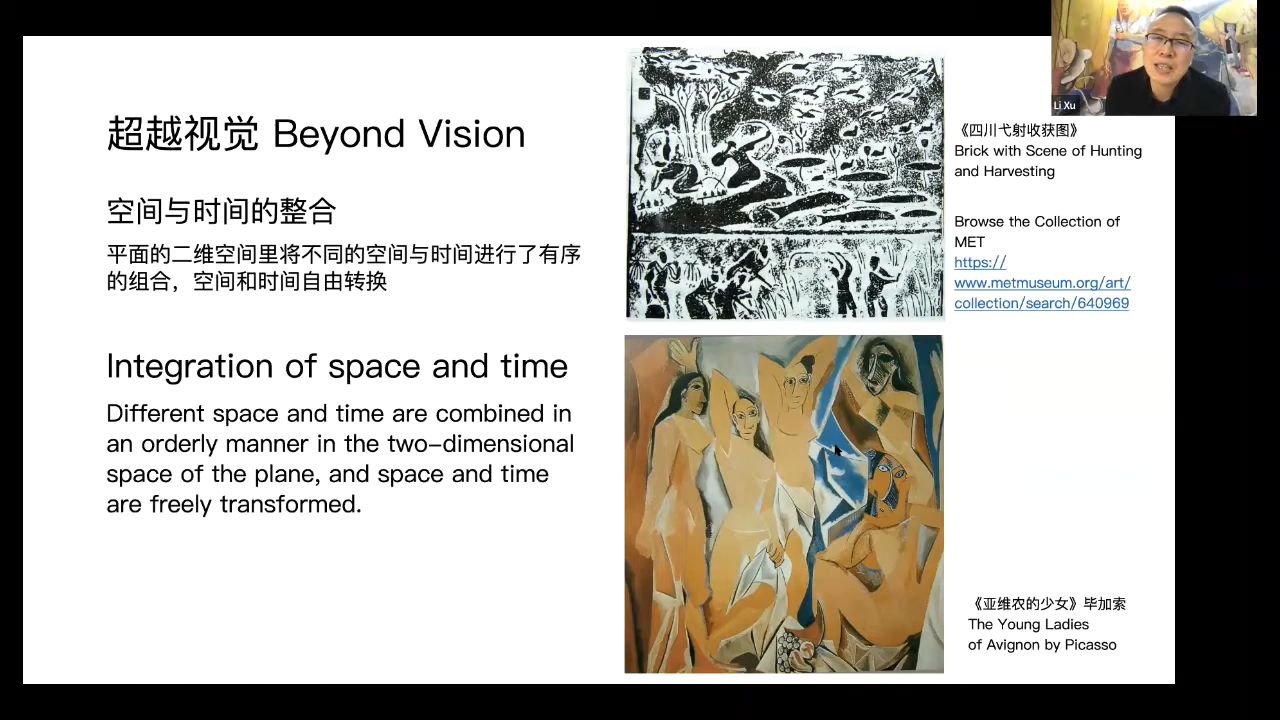 超越视觉 Beyond Vision
空间与时间的整合
平面的二维空间里将不同的空间与时间进行了有序
的组合，空间和时间自由转换
Integration of space and time
Different space and time are combined in
an orderly manner in the two-dimensional
space of the plane, and space and time
are freely transformed.
Li Xu
《四川弋射收获图》
Brick with Scene of Hunting
and Harvesting
Browse the Collection of
MET
https://
www.metmuseum.org/art/
collection/search/640969
《亚维农的少女》毕加索
The Young Ladies
of Avignon by Picasso